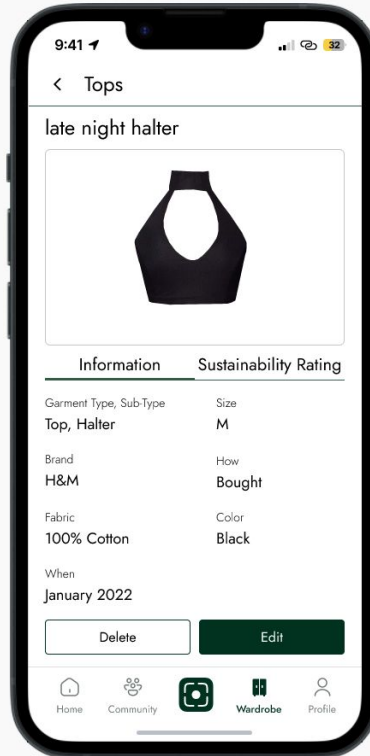 9:41
32
Tops
late night halter
Information Sustainability Rating
Garment Type, Sub-Type Size
Top, Halter M
Brand How
H&M Bought
Fabric Color
100% Cotton Black
When
January 2022
Delete Edit
Home Community Wardrobe Profile